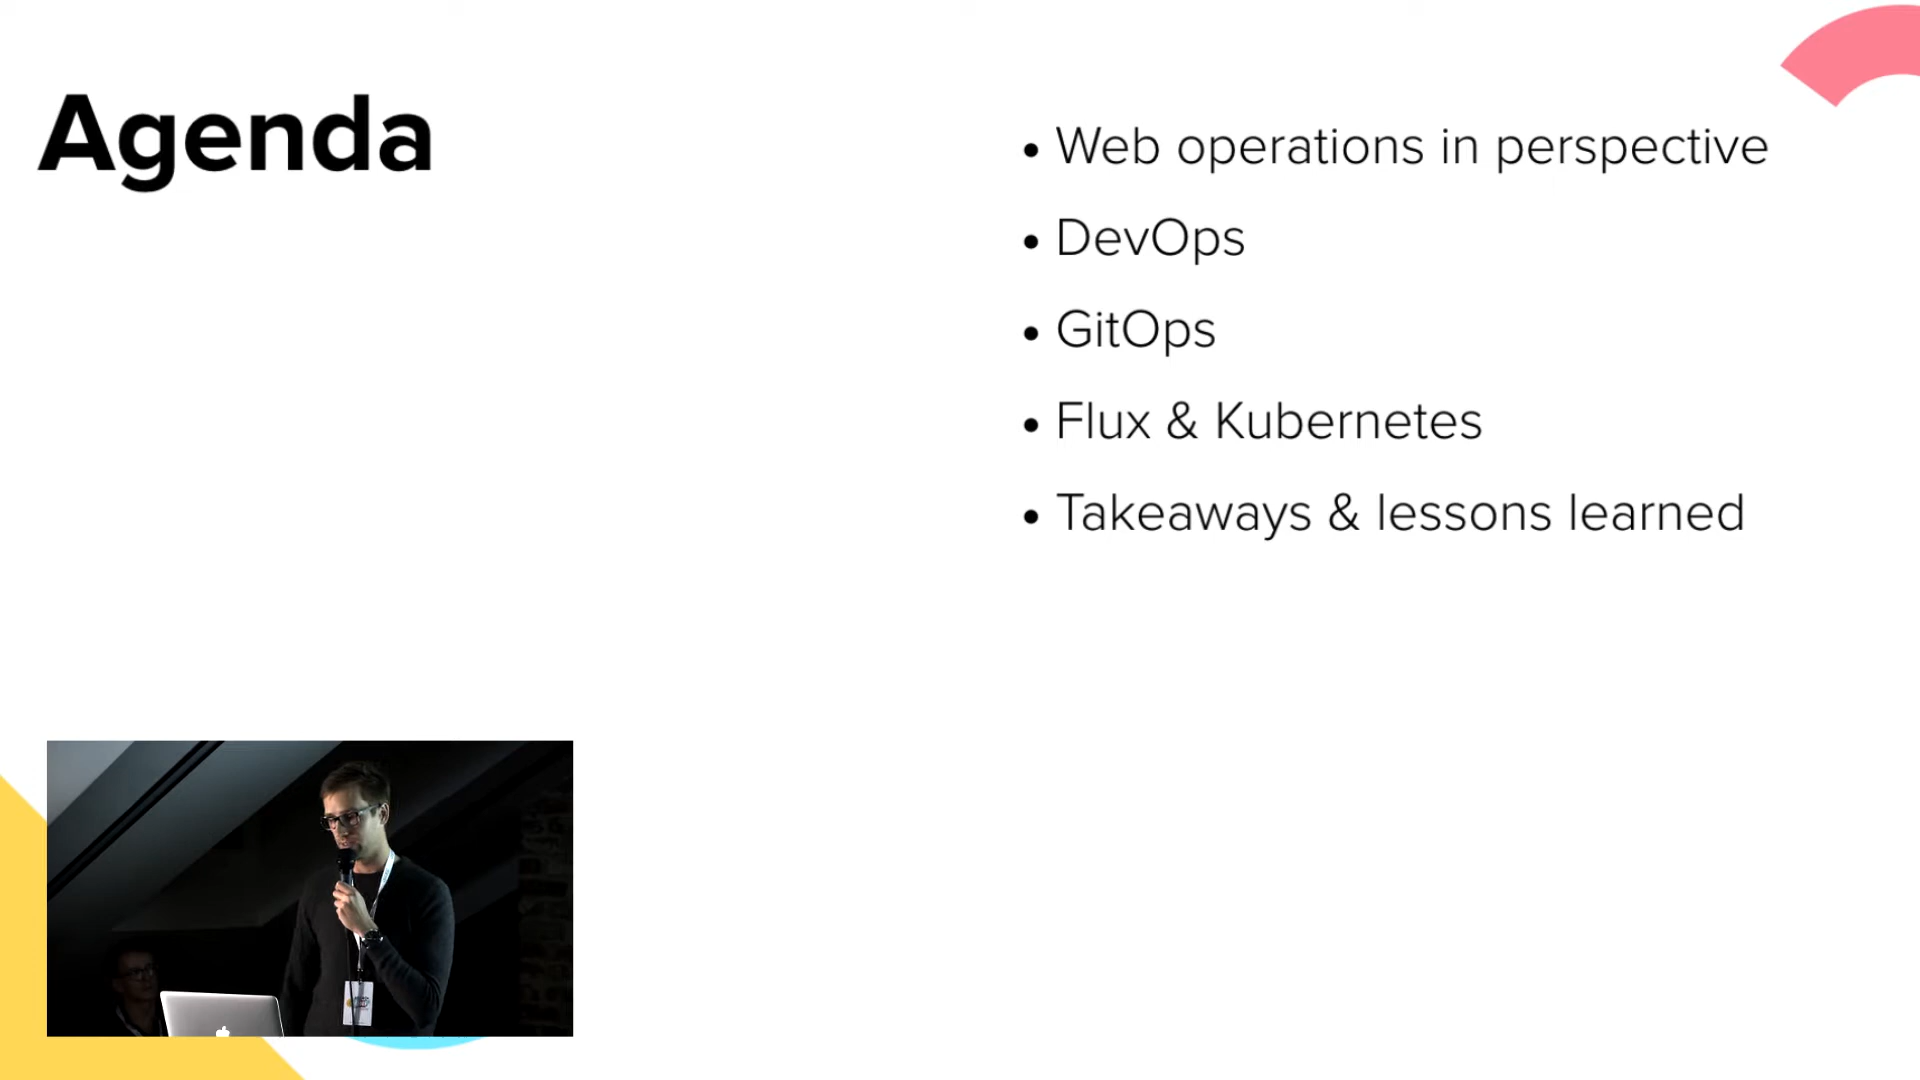 Agenda
• Web operations in perspective
• DevOps
• GitOps
• Flux & Kubernetes
• Takeaways & lessons learned